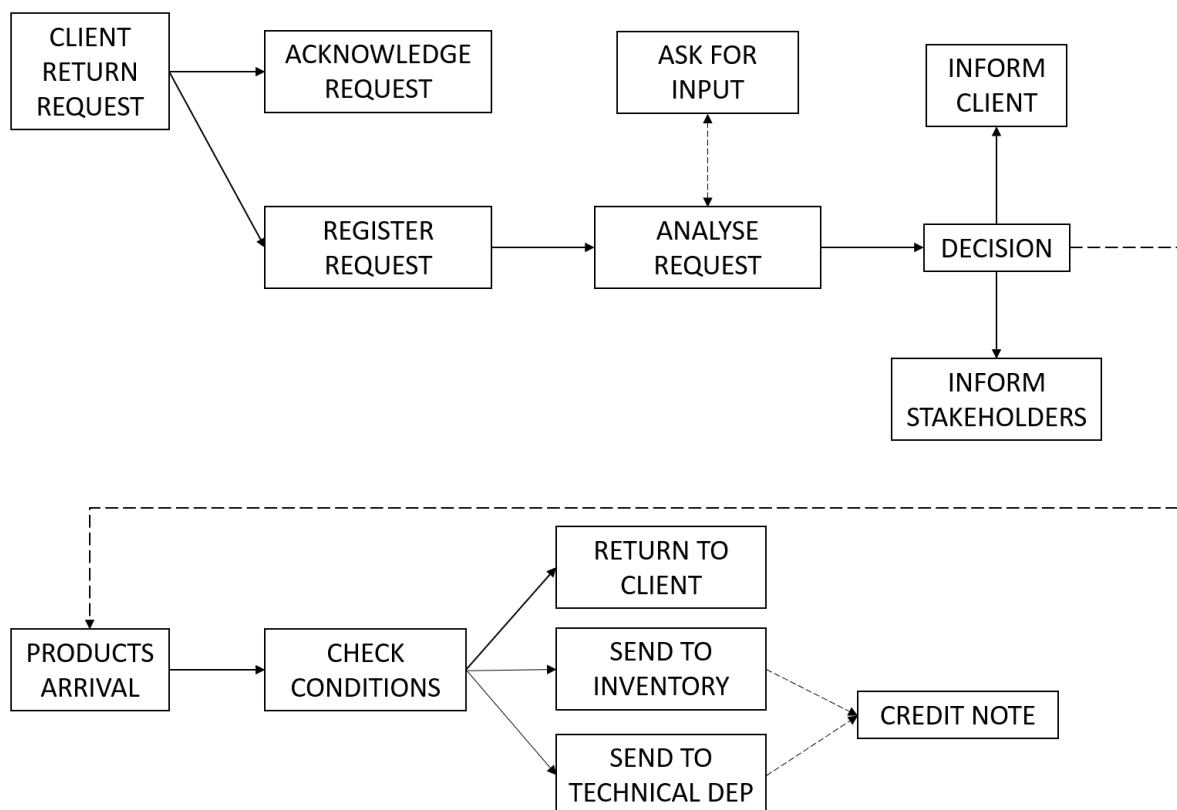 CLIENT
RETURN
REQUEST
ACKNOWLEDGE
REQUEST
ASK FOR
INPUT
INFORM
CLIENT
REGISTER
REQUEST
ANALYSE
REQUEST
DECISION
INFORM
STAKEHOLDERS
PRODUCTS
ARRIVAL
CHECK
CONDITIONS
RETURN TO
CLIENT
SEND TO
INVENTORY
SEND TO
TECHNICAL DEP
CREDIT NOTE